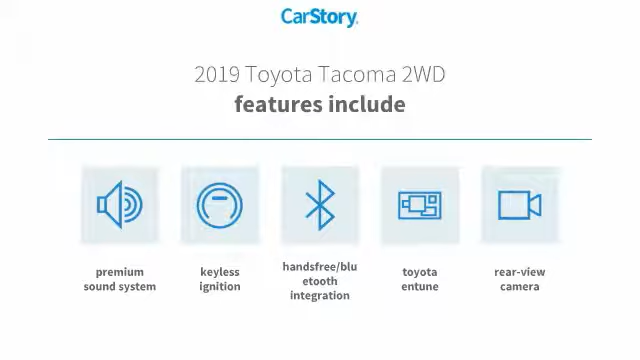 CarStory.
2019 Toyota Tacoma 2WD
features include
premium
sound system
keyless
ignition
handsfree/blu
etooth
integration
toyota
entune
rear-view
camera